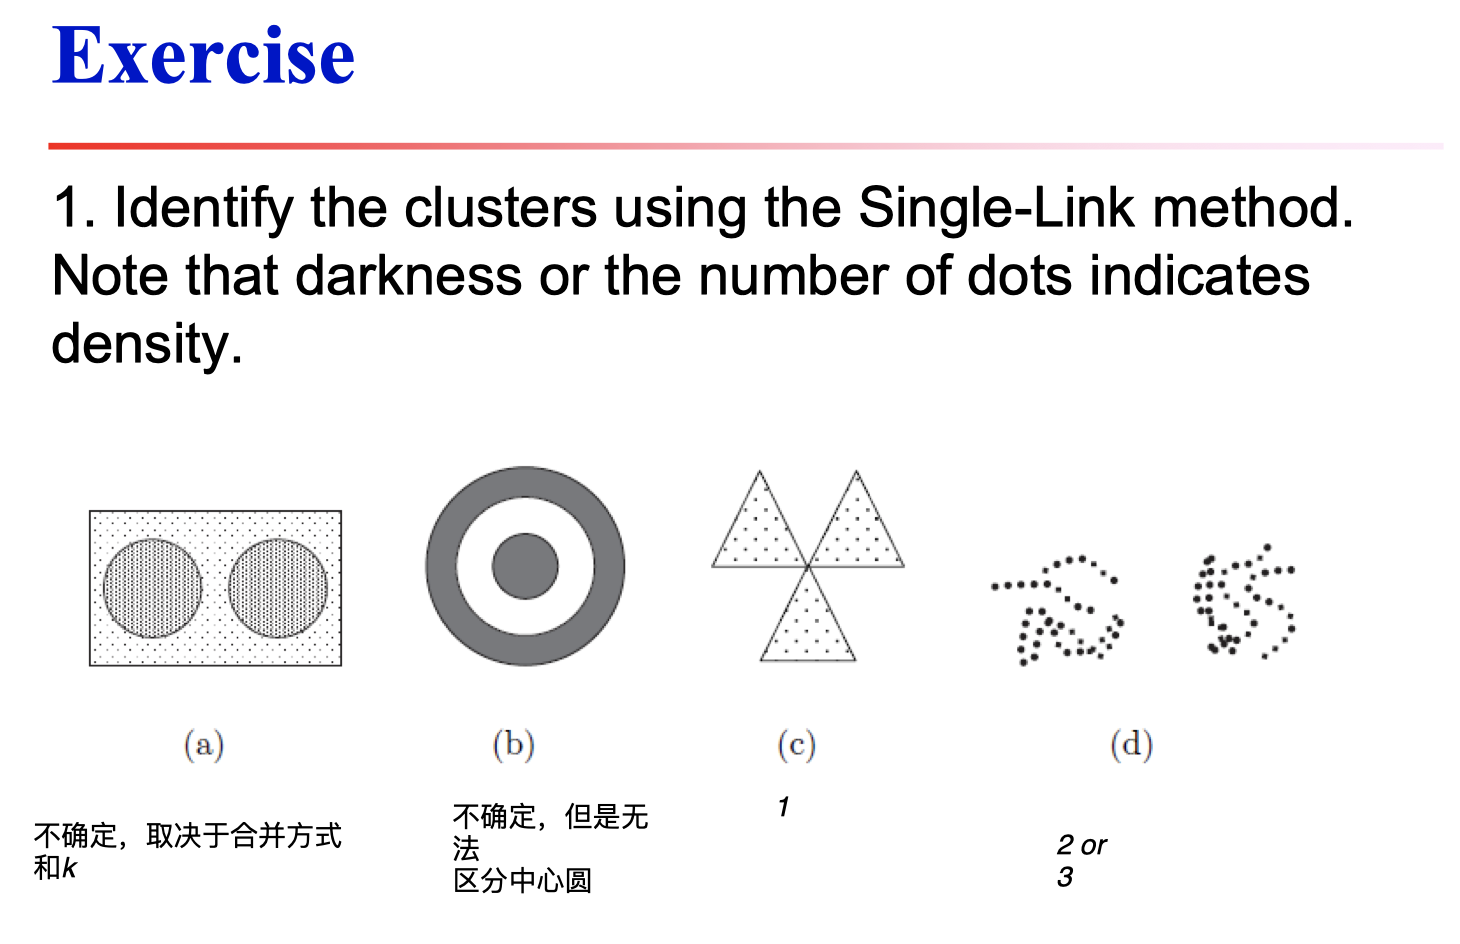 Exercise
1. Identify the clusters using the Single-Link method.
Note that darkness or the number of dots indicates
density.
(a)
(b)
(c)
(d)
不确定，取决于合并方式
和k
不确定，但是无
法
区分中心圆
1
2 or
3